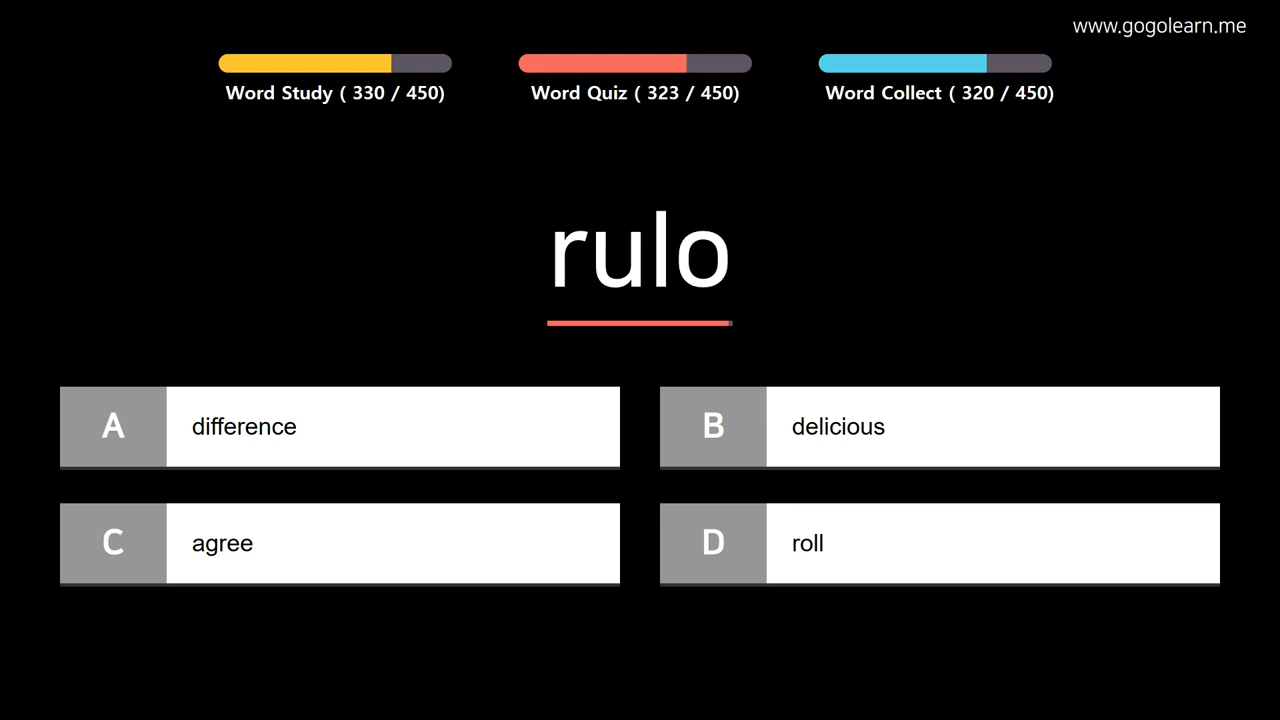 www.gogolearn.me
Word Study ( 330 / 450)
Word Quiz ( 323 / 450)
Word Collect ( 320 / 450)
rulo
A difference
B delicious
C agree
D roll